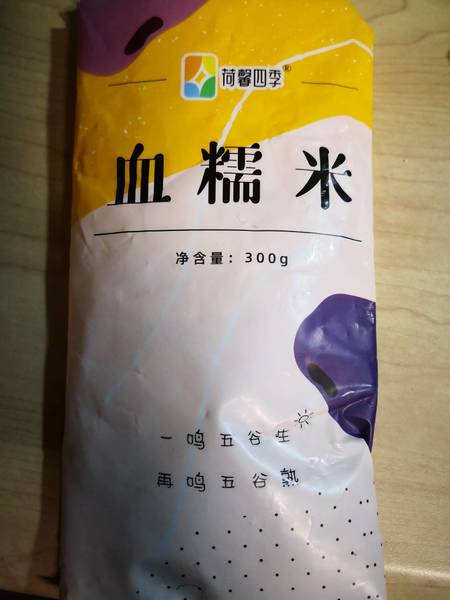 荷馨四季®
血糯米
净含量：300g
一鸣五谷生
再鸣五谷熟